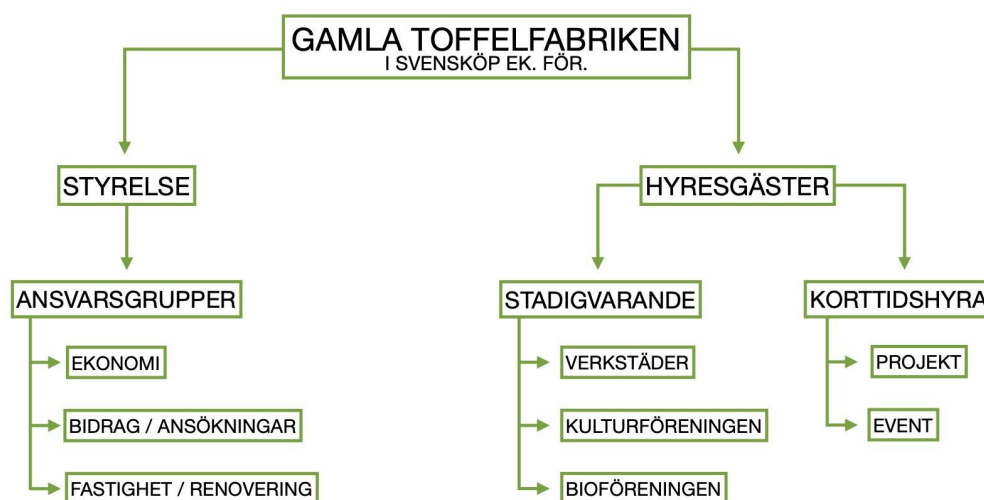 GAMLA TOFFELFABRIKEN
I SVENSKÖP EK. FÖR.
STYRELSE
HYRESGÄSTER
ANSVARSGRUPPER
STADIGVARANDE
KORTTIDSHYRA
EKONOMI
VERKSTÄDER
PROJEKT
BIDRAG / ANSÖKNINGAR
KULTURFÖRENINGEN
EVENT
FASTIGHET / RENOVERING
BIOFÖRENINGEN